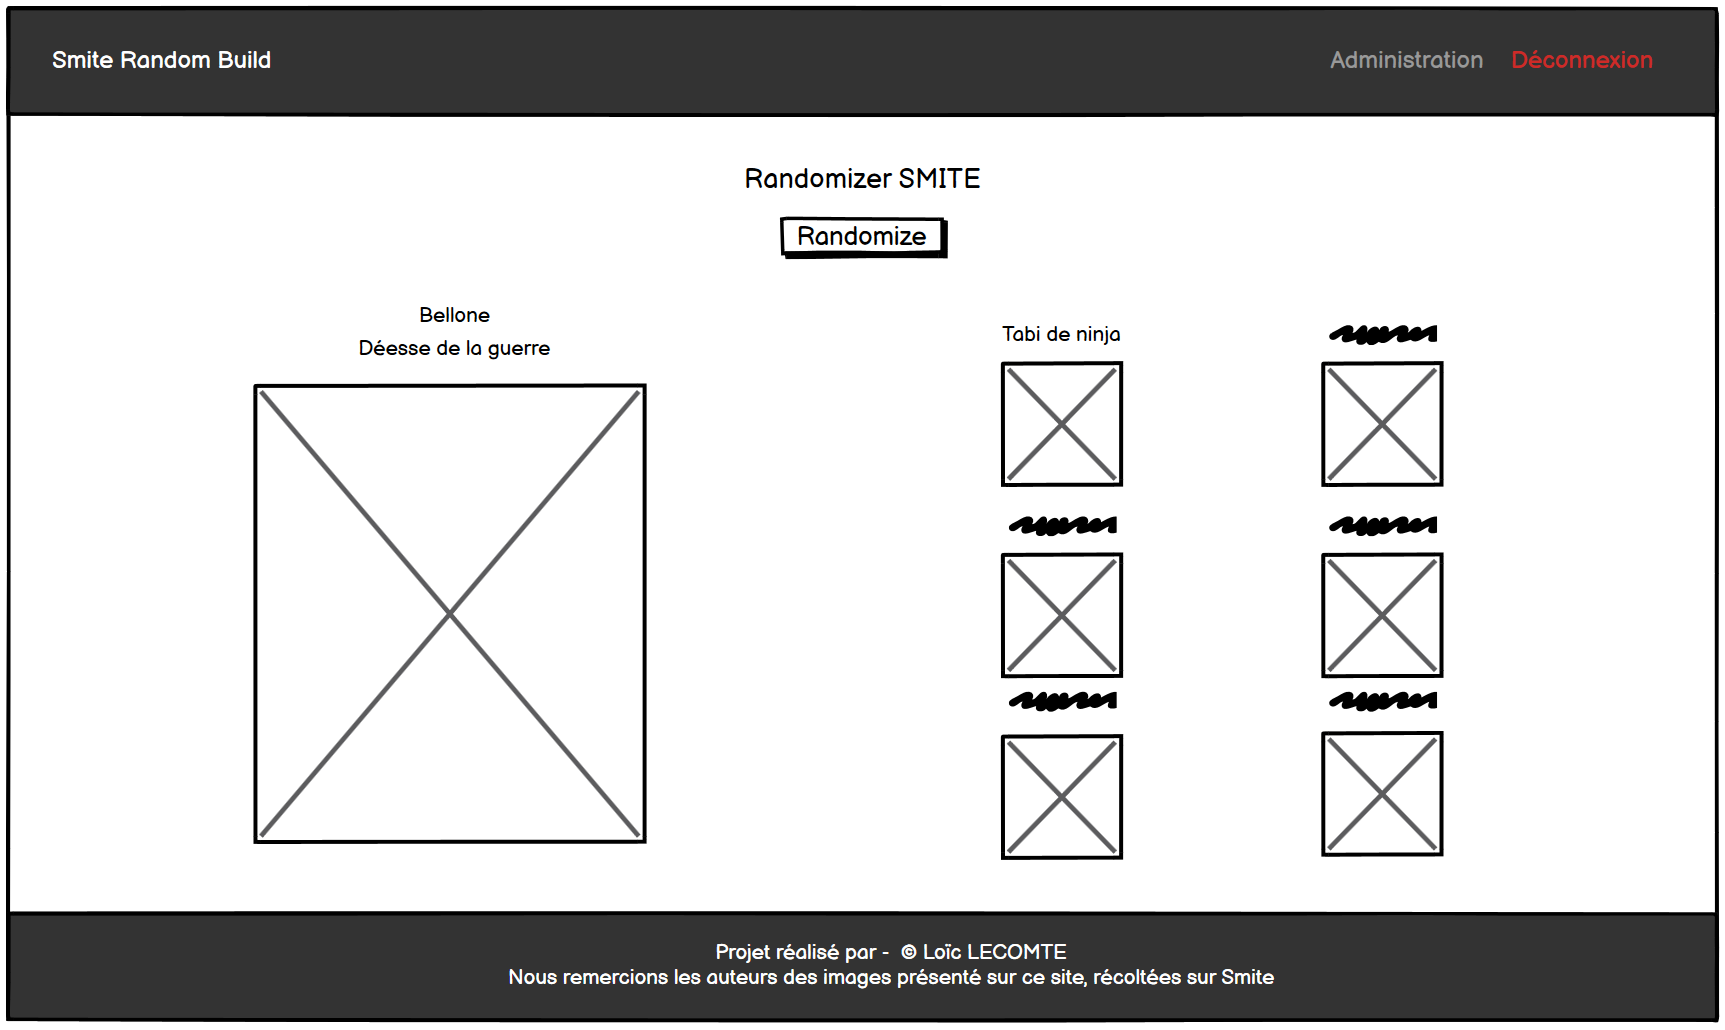 Smite Random Build
Administration
Déconnexion
Randomizer SMITE
Randomize
Bellone
Déesse de la guerre
Tabi de ninja
Projet réalisé par - © Loïc LECOMTE
Nous remercions les auteurs des images présenté sur ce site, récoltées sur Smite